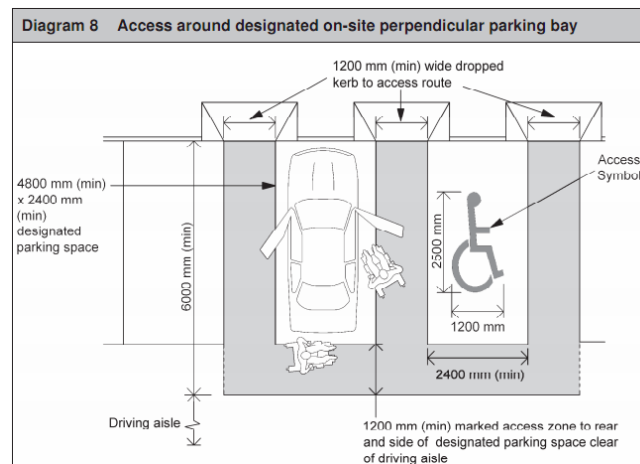 Diagram 8 Access around designated on-site perpendicular parking bay
1200 mm (min) wide dropped
kerb to access route
Access
Symbol
4800 mm (min)
x 2400 mm
(min)
designated
parking space
6000 mm (min)
2500 mm
1200 mm
2400 mm (min)
Driving aisle
1200 mm (min) marked access zone to rear
and side of designated parking space clear
of driving aisle